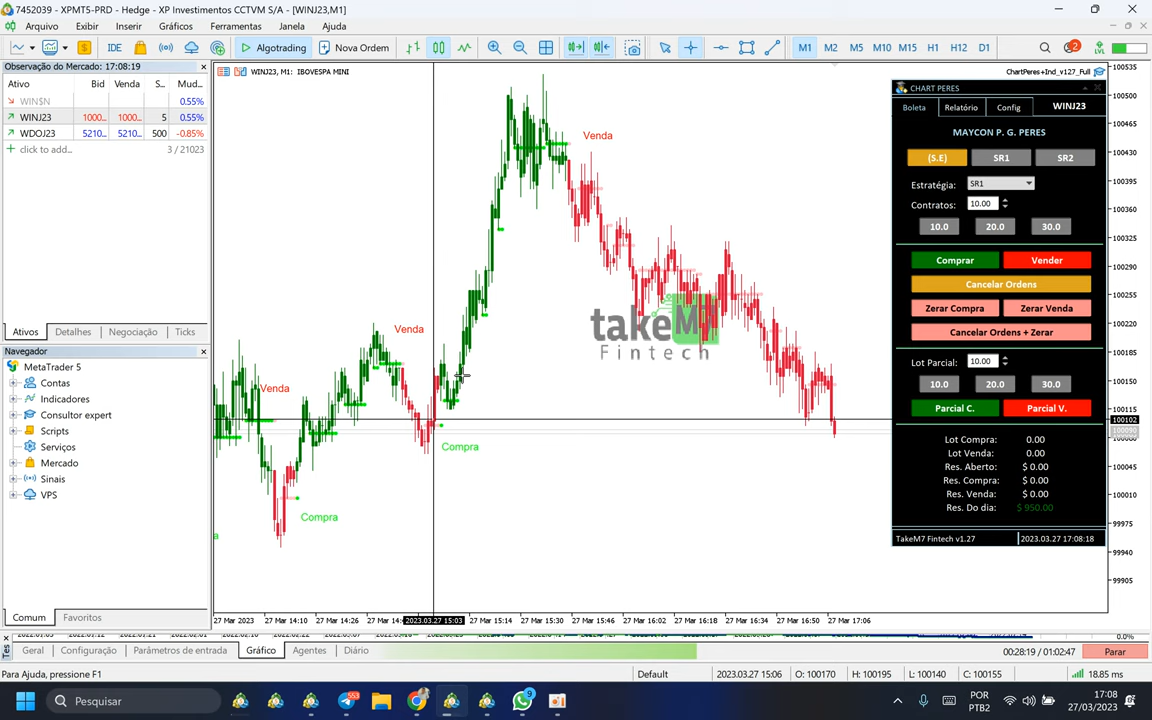 7452039 - XPMT5-PRD - Hedge - XP Investimentos CCTVM S/A - [WINJ23,M1]
Arquivo Exibir Inserir Gráficos Ferramentas Janela Ajuda
IDE Algotrading Nova Ordem M1 M2 M5 M10 M15 H1 H12 D1 2 LVL
Observação do Mercado: 17:08:19
Ativo Bid Venda S... Mud...
WIN$N 0.55%
WINJ23 1000... 1000... 5 0.55%
WDOJ23 5210... 5210... 500 -0.85%
click to add... 3 / 21023
Ativos Detalhes Negociação Ticks
Navegador
MetaTrader 5
Contas
Indicadores
Consultor expert
Scripts
Serviços
Mercado
Sinais
VPS
Comum Favoritos
WINJ23, M1: IBOVESPA MINI
ChartPeres+Ind_v127_Full
Venda
Venda
Venda
Compra
Compra
a
takeM7
Fintech
100535
100500
100465
100430
100395
100360
100325
100290
100255
100220
100185
100150
100115
100102
100045
100010
99975
99940
99905
CHART PERES
Boleta Relatório Config WINJ23
MAYCON P. G. PERES
(S.E) SR1 SR2
Estratégia: SR1
Contratos: 10.00
10.0 20.0 30.0
Comprar Vender
Cancelar Ordens
Zerar Compra Zerar Venda
Cancelar Ordens + Zerar
Lot Parcial: 10.00
10.0 20.0 30.0
Parcial C. Parcial V.
Lot Compra: 0.00
Lot Venda: 0.00
Res. Aberto: $ 0.00
Res. Compra: $ 0.00
Res. Venda: $ 0.00
Res. Do dia: $ 950.00
TakeM7 Fintech v1.27 2023.03.27 17:08:18
27 Mar 2023 27 Mar 14:10 27 Mar 14:26 27 Mar 14:4 2023.03.27 15:03 Mar 15:14 27 Mar 15:30 27 Mar 15:46 27 Mar 16:02 27 Mar 16:18 27 Mar 16:34 27 Mar 16:50 27 Mar 17:06
0.0%
Tes
Geral Configuração Parâmetros de entrada Gráfico Agentes Diário 00:28:19 / 01:02:47 Parar
Para Ajuda, pressione F1 Default 2023.03.27 15:06 O: 100170 H: 100195 L: 100140 C: 100155 18.85 ms
Pesquisar 553 9 POR
PTB2 17:08
27/03/2023